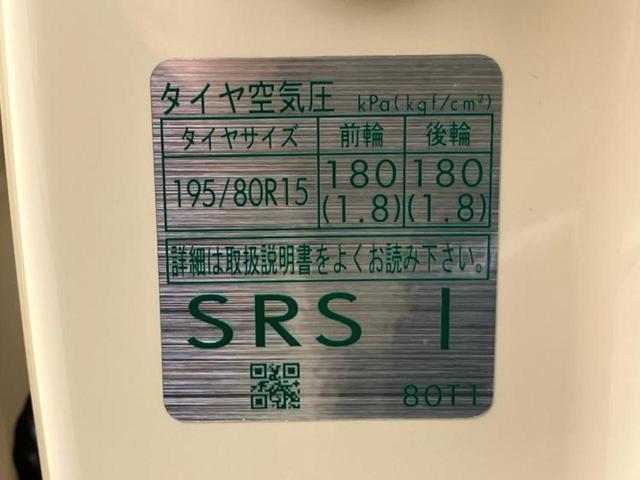 タイヤ空気圧 kPa(kgf/cm²)
タイヤサイズ 前輪 後輪
195/80R15 180 180
(1.8) (1.8)
詳細は取扱説明書をよくお読み下さい。
SRS I
80T1